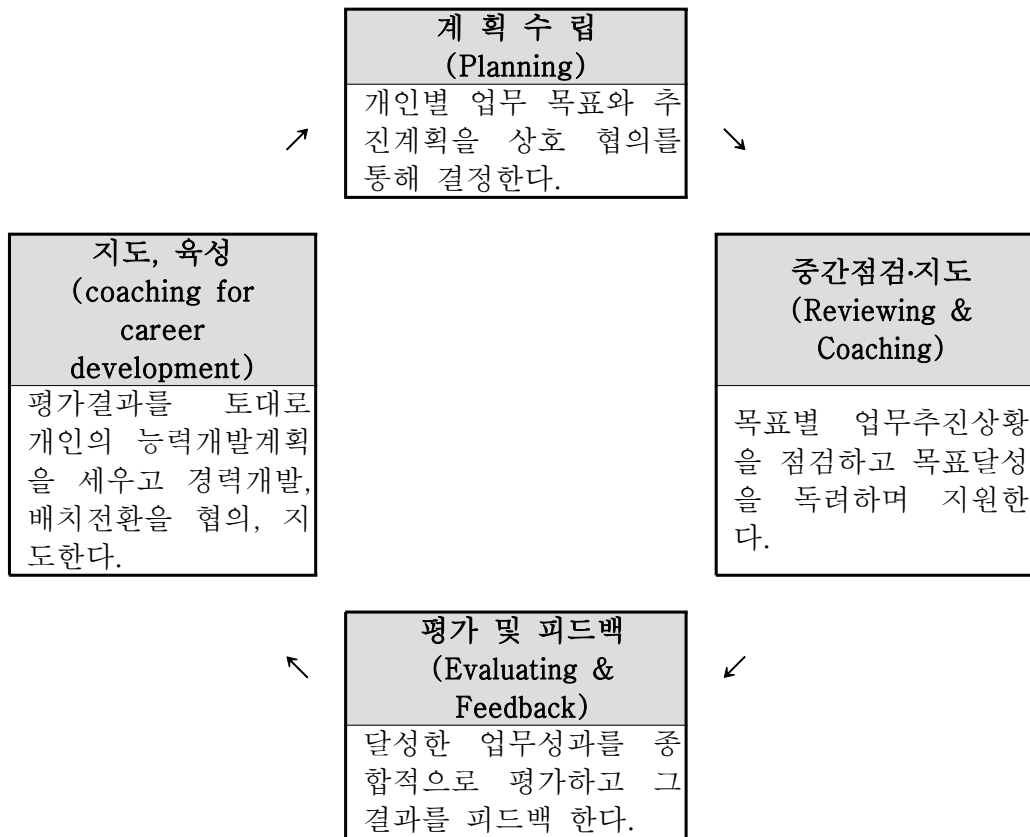 계 획 수 립
(Planning)
개인별 업무 목표와 추
진계획을 상호 협의를
통해 결정한다.
↗
↘
지도, 육성
(coaching for
career
development)
평가결과를 토대로
개인의 능력개발계획
을 세우고 경력개발,
배치전환을 협의, 지
도한다.
중간점검·지도
(Reviewing &
Coaching)
목표별 업무추진상황
을 점검하고 목표달성
을 독려하며 지원한
다.
↖
↙
평가 및 피드백
(Evaluating &
Feedback)
달성한 업무성과를 종
합적으로 평가하고 그
결과를 피드백 한다.